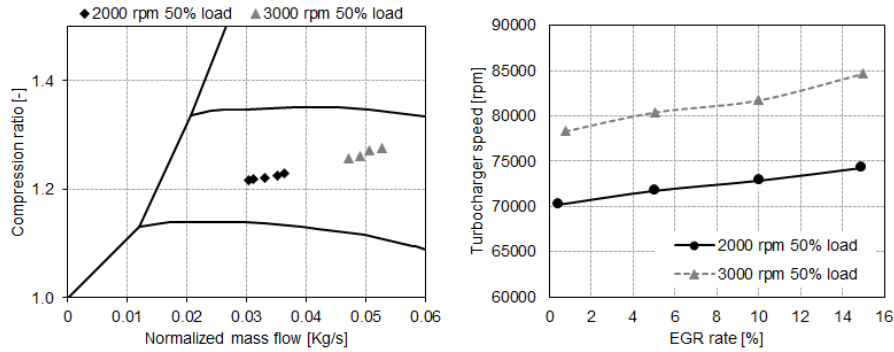 2000 rpm 50% load
3000 rpm 50% load
Compression ratio [-]
1.4
1.2
1.0
0 0.01 0.02 0.03 0.04 0.05 0.06
Normalized mass flow [Kg/s]
Turbocharger speed [rpm]
90000
85000
80000
75000
70000
65000
60000
2000 rpm 50% load
3000 rpm 50% load
0 2 4 6 8 10 12 14 16
EGR rate [%]